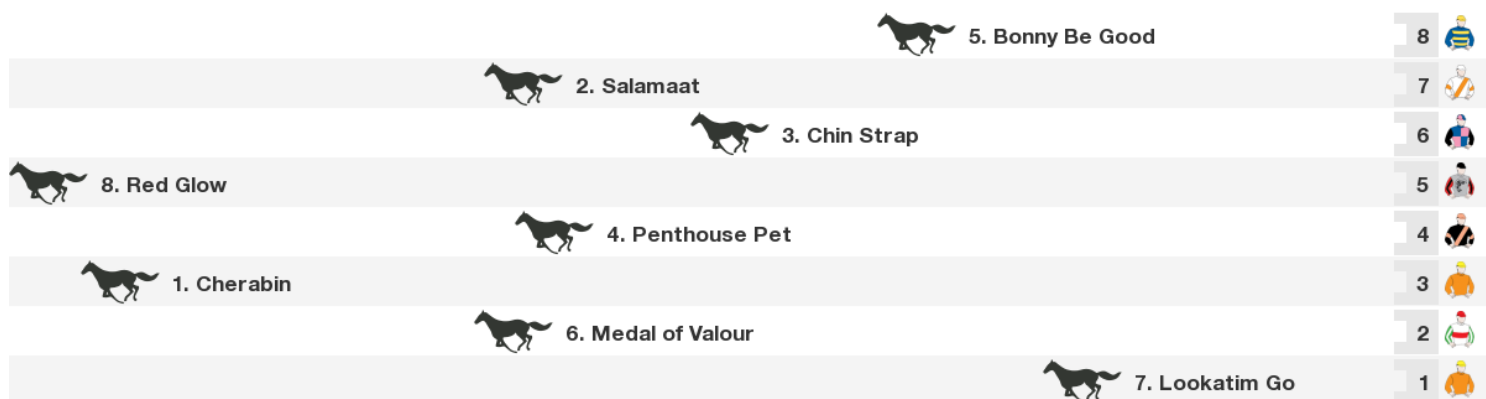 5. Bonny Be Good 8
2. Salamaat 7
3. Chin Strap 6
8. Red Glow 5
4. Penthouse Pet 4
1. Cherabin 3
6. Medal of Valour 2
7. Lookatim Go 1